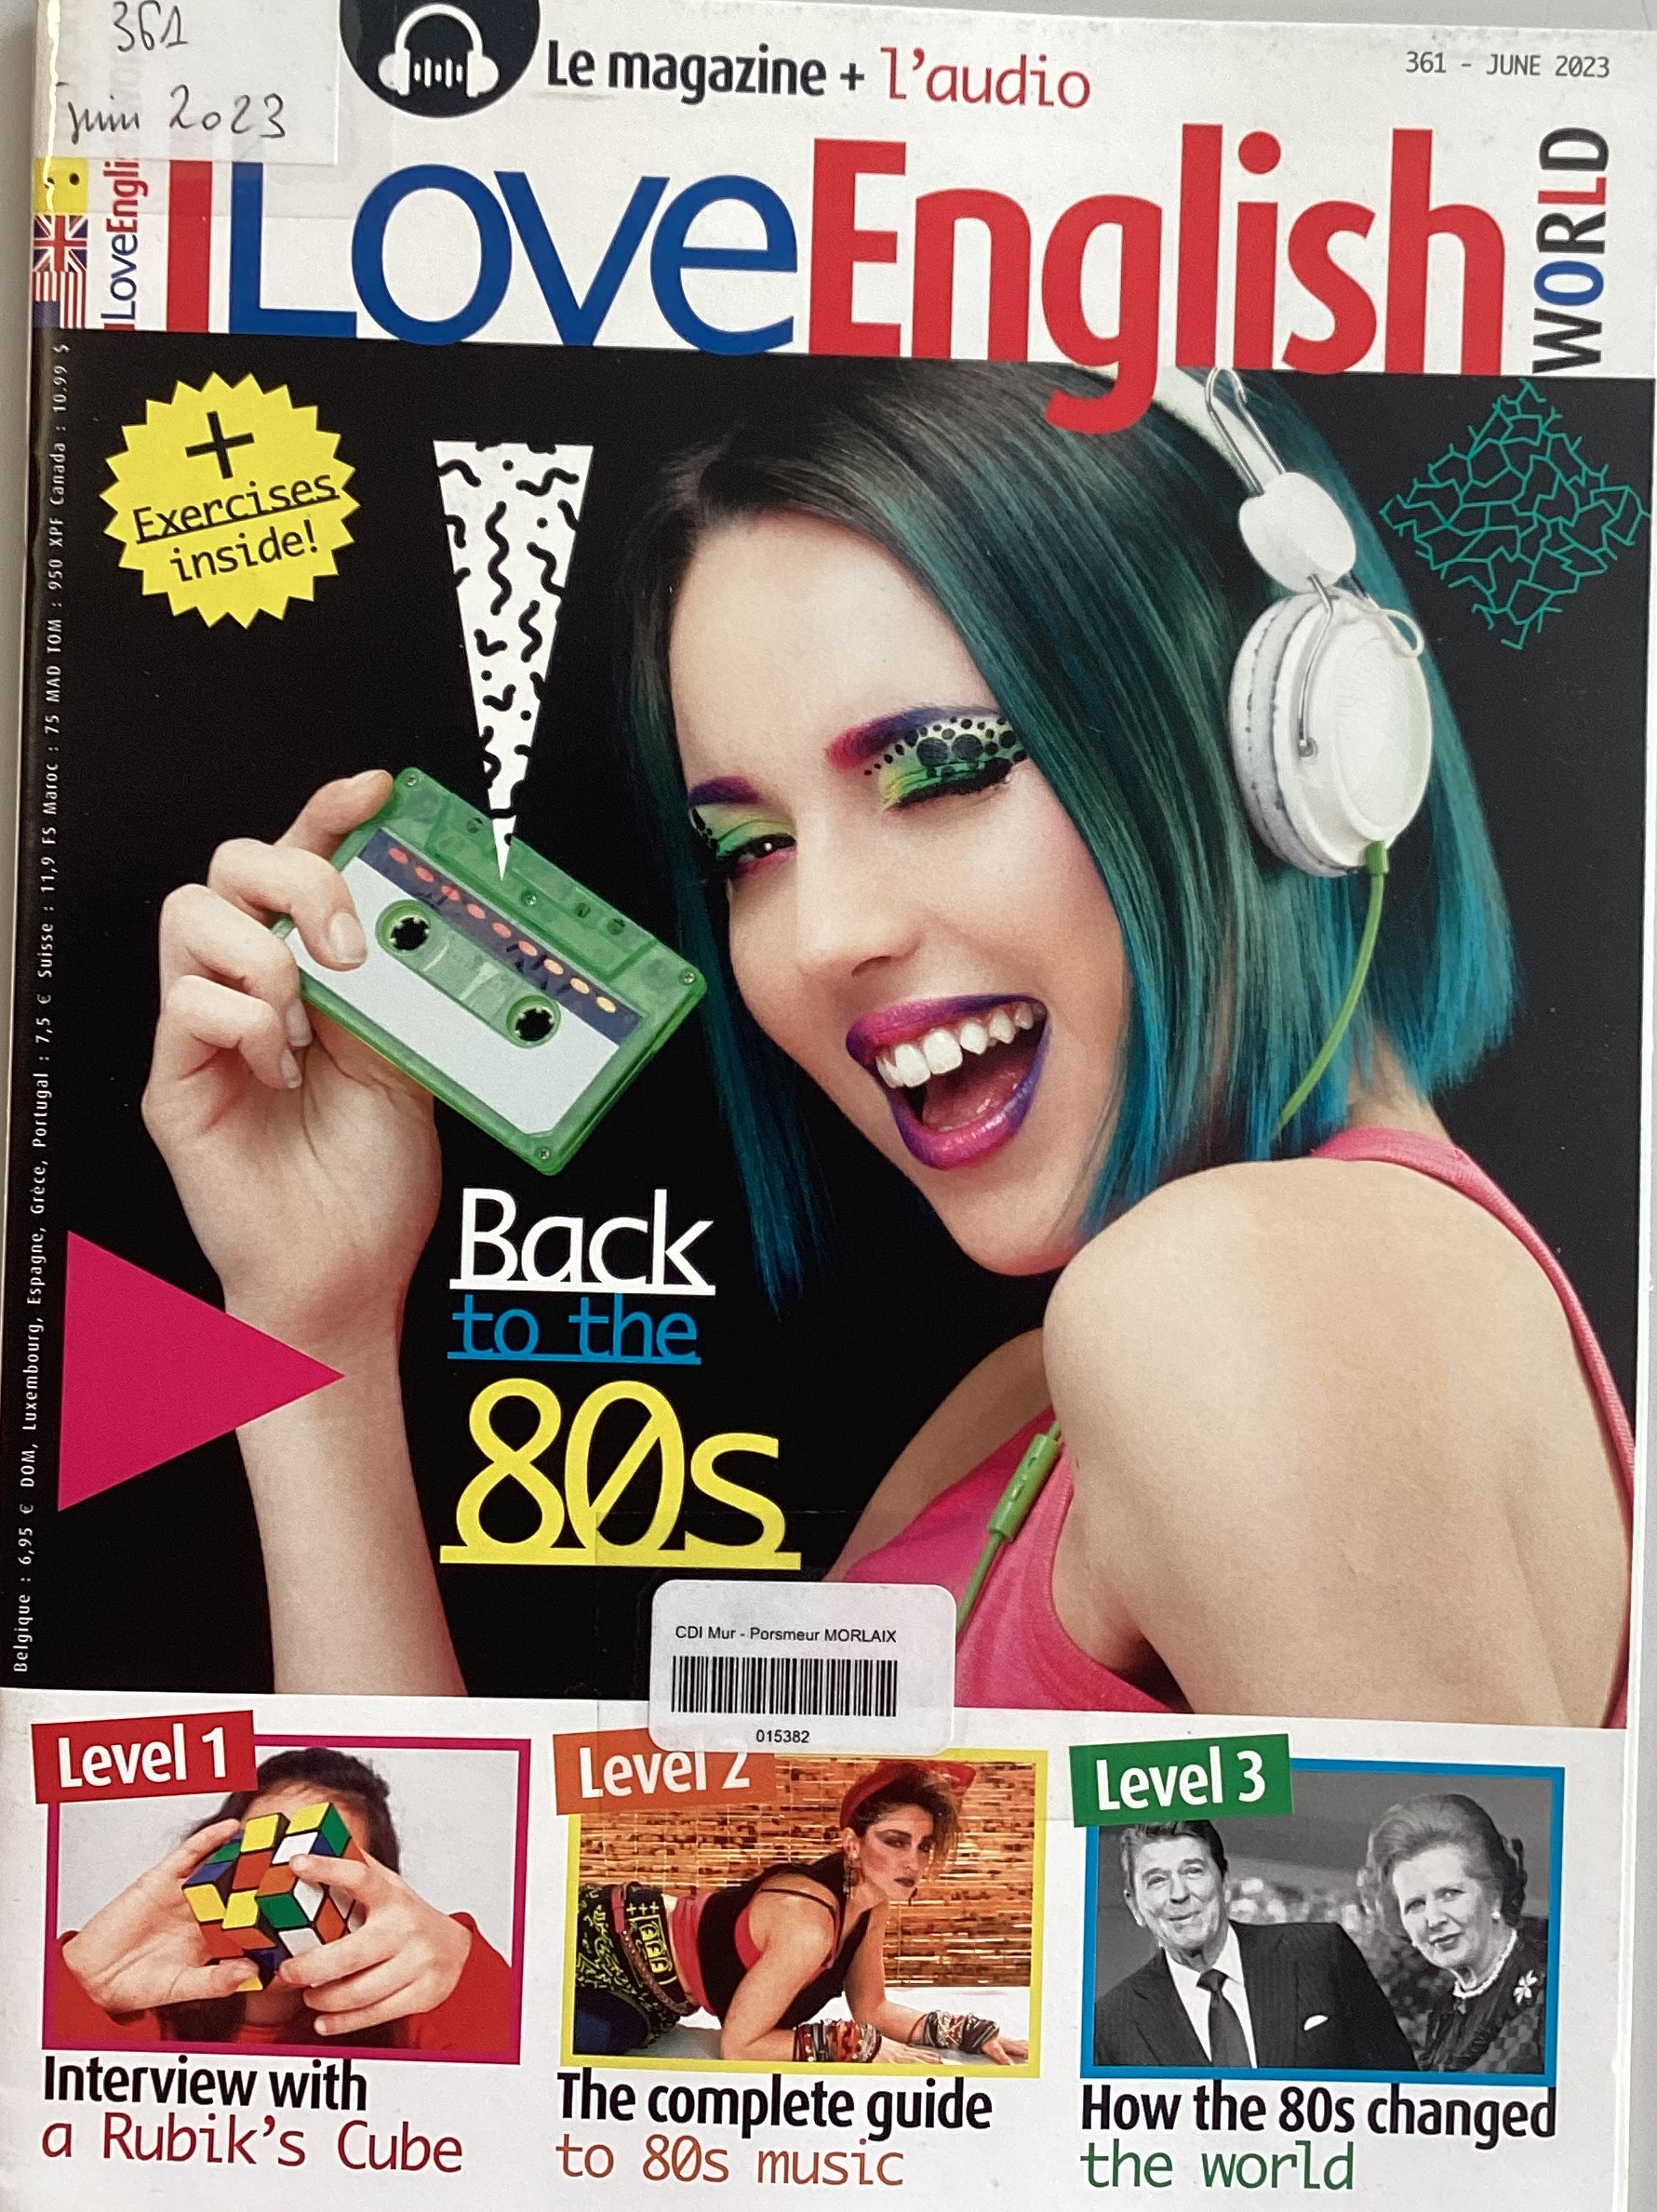 361
juin 2023
Le magazine + l'audio
361 - JUNE 2023
I LoveEnglish
WORLD
I LoveEnglish
+
Exercises
inside!
Belgique : 6,95 € DOM, Luxembourg, Espagne, Grèce, Portugal : 7,5 € Suisse : 11,9 FS Maroc : 75 MAD TOM : 950 XPF Canada : 10.99 $
Back
to the
80s
CDI Mur - Porsmeur MORLAIX
015382
Level 1
Interview with
a Rubik's Cube
Level 2
The complete guide
to 80s music
Level 3
How the 80s changed
the world